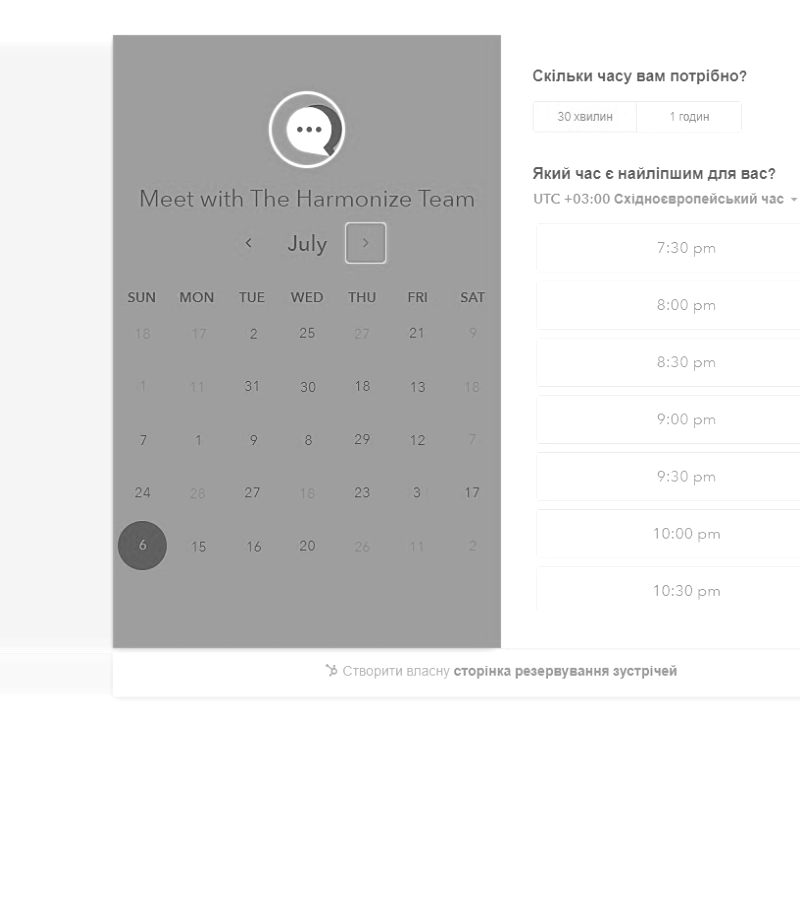 Meet with The Harmonize Team
July
SUN MON TUE WED THU FRI SAT
18 17 2 25 27 21 9
1 11 31 30 18 13 18
7 1 9 8 29 12 7
24 28 27 18 23 3 17
6 15 16 20 26 11 2
Скільки часу вам потрібно?
30 хвилин 1 годин
Який час є найліпшим для вас?
UTC +03:00 Східноєвропейський час
7:30 pm
8:00 pm
8:30 pm
9:00 pm
9:30 pm
10:00 pm
10:30 pm
Створити власну сторінка резервування зустрічей